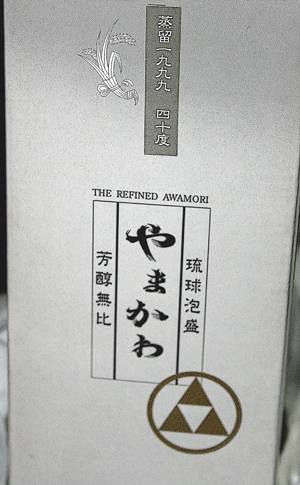 蒸留一九九九 四十度
THE REFINED AWAMORI
琉球泡盛
やまかわ
芳醇無比